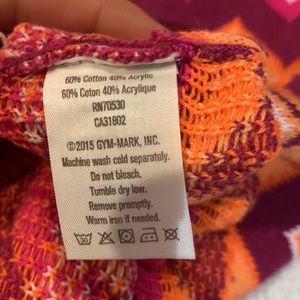 60% Cotton 40% Acrylic
60% Coton 40% Acrylique
RN70530
CA31802
©2015 GYM-MARK, INC.
Machine wash cold separately.
Do not bleach.
Tumble dry low.
Remove promptly.
Warm iron if needed.
30